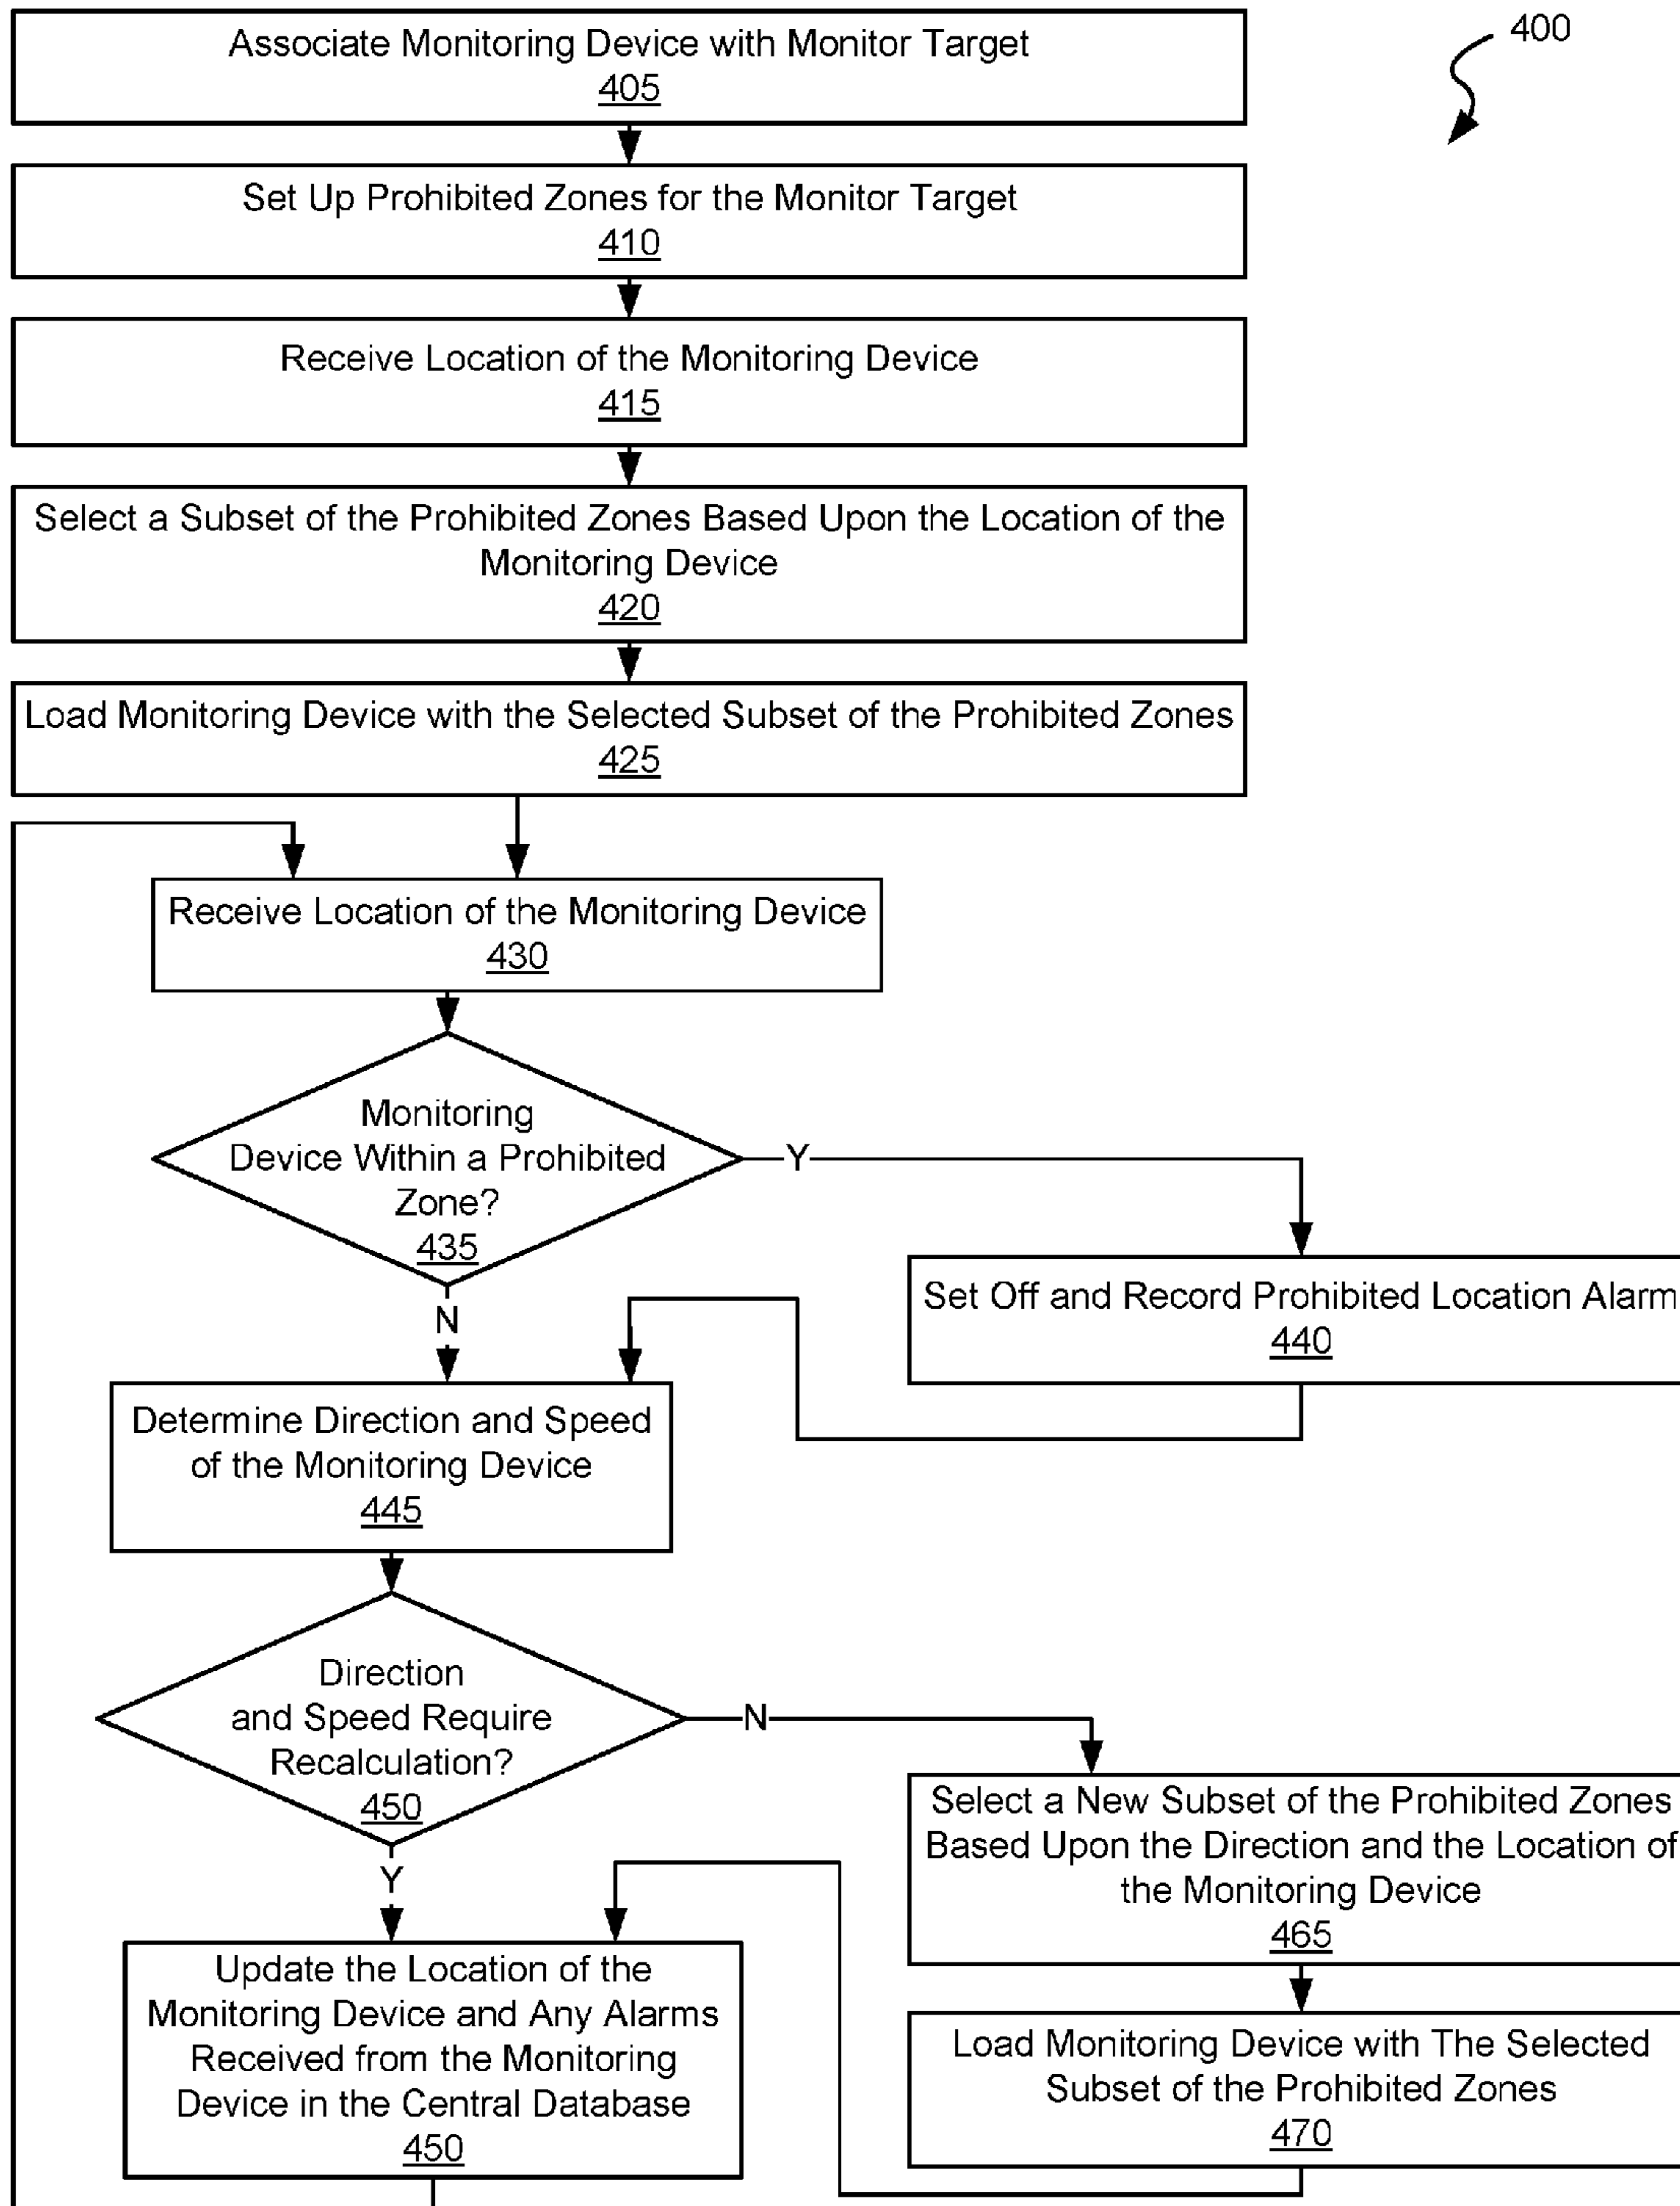 400
Associate Monitoring Device with Monitor Target
405
Set Up Prohibited Zones for the Monitor Target
410
Receive Location of the Monitoring Device
415
Select a Subset of the Prohibited Zones Based Upon the Location of the
Monitoring Device
420
Load Monitoring Device with the Selected Subset of the Prohibited Zones
425
Receive Location of the Monitoring Device
430
Monitoring
Device Within a Prohibited
Zone?
435
Y
N
Set Off and Record Prohibited Location Alarm
440
Determine Direction and Speed
of the Monitoring Device
445
Direction
and Speed Require
Recalculation?
450
N
Y
Select a New Subset of the Prohibited Zones
Based Upon the Direction and the Location of
the Monitoring Device
465
Load Monitoring Device with The Selected
Subset of the Prohibited Zones
470
Update the Location of the
Monitoring Device and Any Alarms
Received from the Monitoring
Device in the Central Database
450